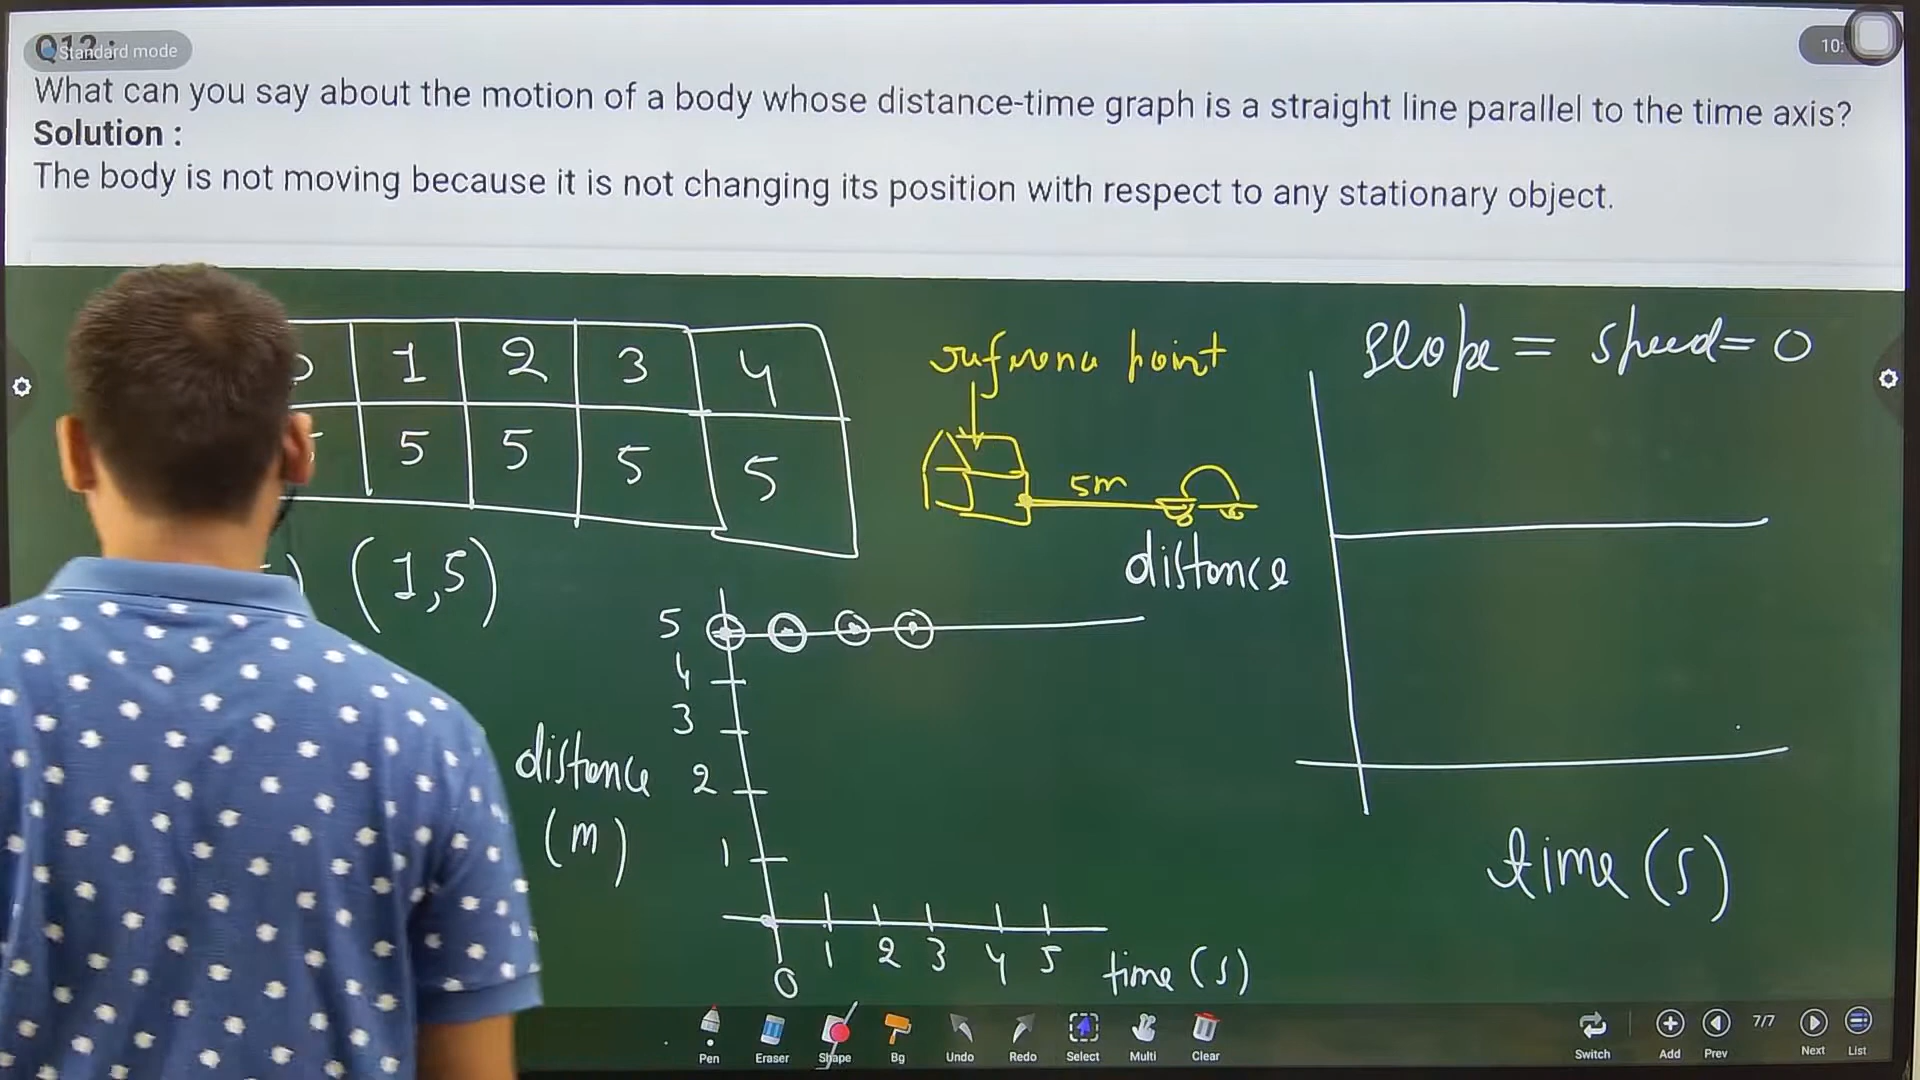 Q12 :
Standard mode
10:
What can you say about the motion of a body whose distance-time graph is a straight line parallel to the time axis?
Solution :
The body is not moving because it is not changing its position with respect to any stationary object.
1 2 3 4
5 5 5 5
(1,5)
point
5m
slope = speed = 0
distance
time (s)
5
4
3
2
1
distance
(m)
0 1 2 3 4 5
time (s)
Pen Eraser Shape Bg Undo Redo Select Multi Clear
Switch Add Prev 7/7 Next List